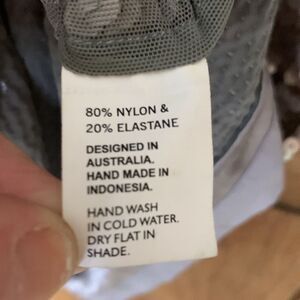 80% NYLON &
20% ELASTANE
DESIGNED IN
AUSTRALIA.
HAND MADE IN
INDONESIA.
HAND WASH
IN COLD WATER.
DRY FLAT IN
SHADE.